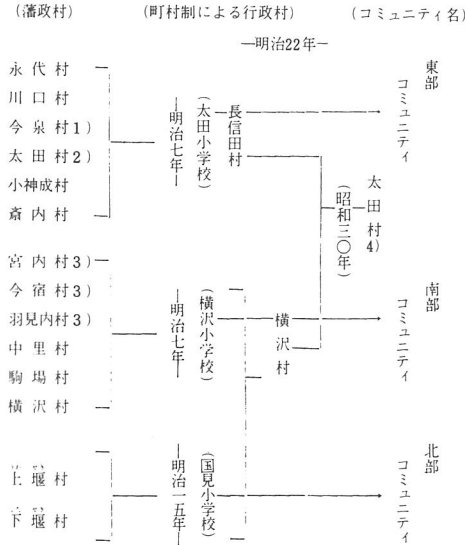 (藩政村)
(町村制による行政村)
(コミュニティ名)
―明治22年―
永代村
川口村
今泉村1)
太田村2)
小神成村
斎内村
宮内村3)
今宿村3)
羽見内村3)
中里村
駒場村
横沢村
上堰村
下堰村
明治七年
(太田小学校)
長信田村
明治七年
(横沢小学校)
横沢村
明治一五年
(国見小学校)
(昭和三〇年)
太田村4)
東部
コミュニティ
南部
コミュニティ
北部
コミュニティ